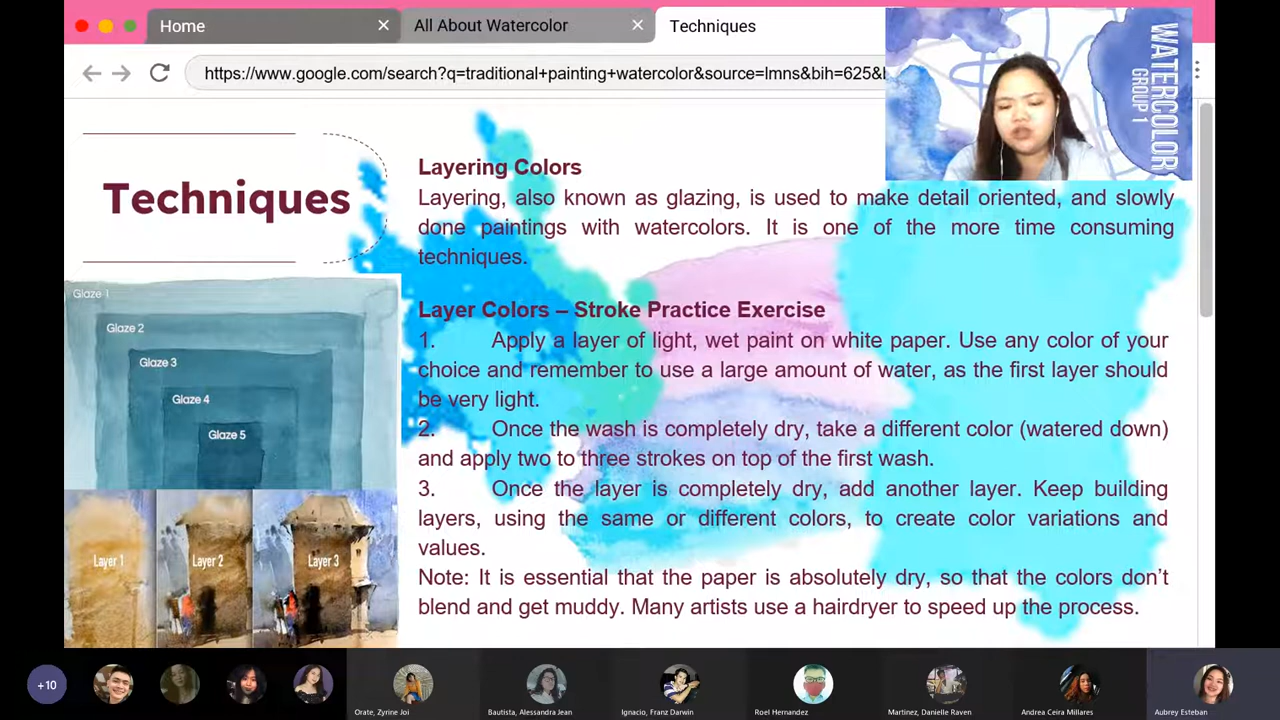 Home
All About Watercolor
Techniques
https://www.google.com/search?q=traditional+painting+watercolor&source=lmns&bih=625&
WATERCOLOR
GROUP 1
Techniques
Layering Colors
Layering, also known as glazing, is used to make detail oriented, and slowly
done paintings with watercolors. It is one of the more time consuming
techniques.
Layer Colors – Stroke Practice Exercise
1. Apply a layer of light, wet paint on white paper. Use any color of your
choice and remember to use a large amount of water, as the first layer should
be very light.
2. Once the wash is completely dry, take a different color (watered down)
and apply two to three strokes on top of the first wash.
3. Once the layer is completely dry, add another layer. Keep building
layers, using the same or different colors, to create color variations and
values.
Note: It is essential that the paper is absolutely dry, so that the colors don’t
blend and get muddy. Many artists use a hairdryer to speed up the process.
Glaze 1
Glaze 2
Glaze 3
Glaze 4
Glaze 5
Layer 1
Layer 2
Layer 3
+10
Orate, Zyrine Joi
Bautista, Alessandra Jean
Ignacio, Franz Darwin
Roel Hernandez
Martinez, Danielle Raven
Andrea Ceira Millares
Aubrey Esteban